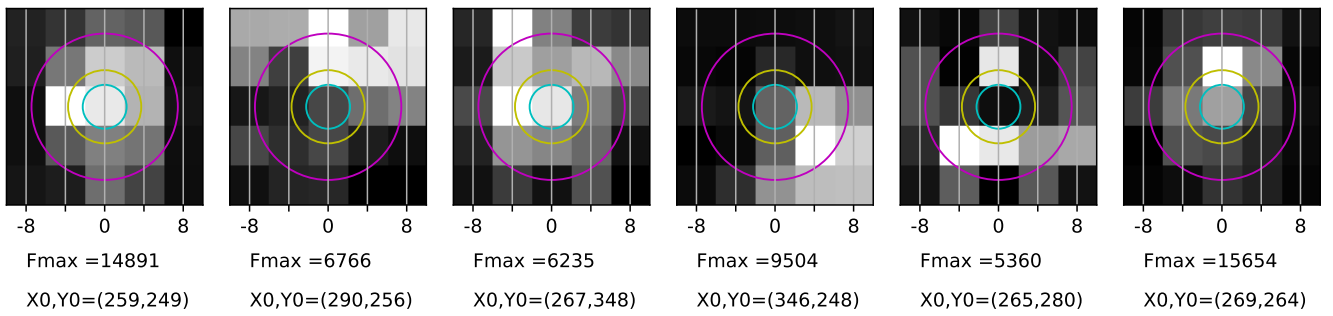 -8 0 8 -8 0 8 -8 0 8 -8 0 8 -8 0 8 -8 0 8
Fmax =14891 Fmax =6766 Fmax =6235 Fmax =9504 Fmax =5360 Fmax =15654
X0,Y0=(259,249) X0,Y0=(290,256) X0,Y0=(267,348) X0,Y0=(346,248) X0,Y0=(265,280) X0,Y0=(269,264)